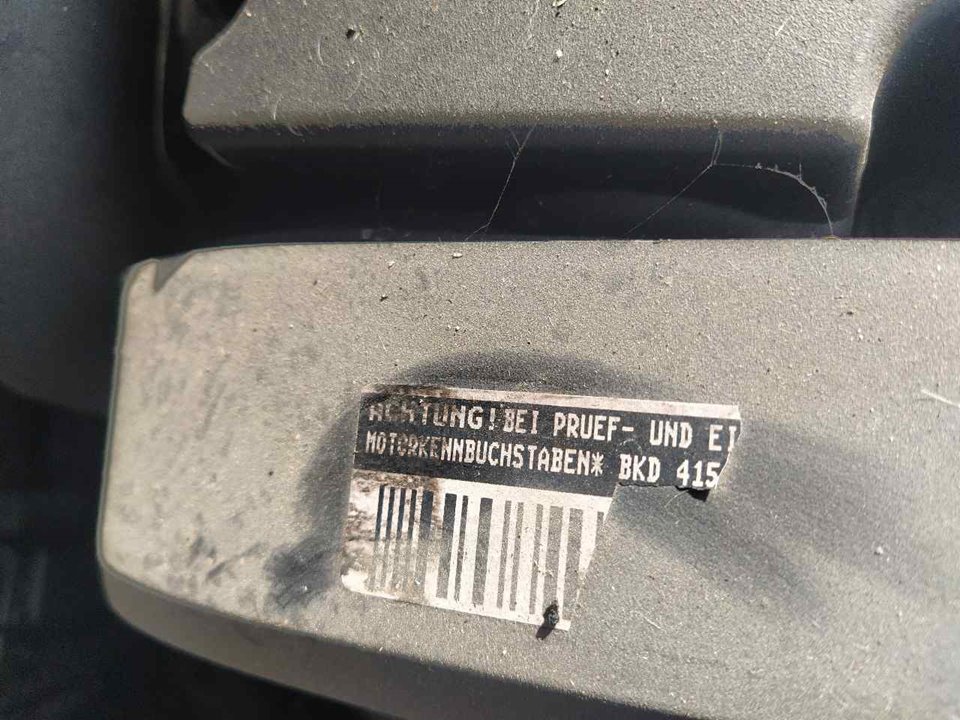 ACHTUNG! BEI PRUEF- UND EI
MOTORKENNBUCHSTABEN* BKD 415